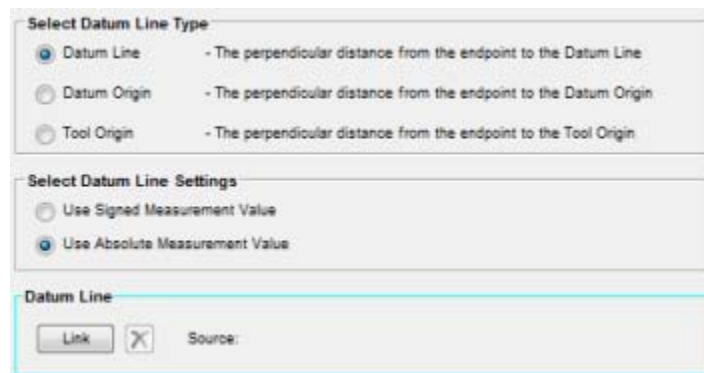 Select Datum Line Type
Datum Line - The perpendicular distance from the endpoint to the Datum Line
Datum Origin - The perpendicular distance from the endpoint to the Datum Origin
Tool Origin - The perpendicular distance from the endpoint to the Tool Origin
Select Datum Line Settings
Use Signed Measurement Value
Use Absolute Measurement Value
Datum Line
Link Source: